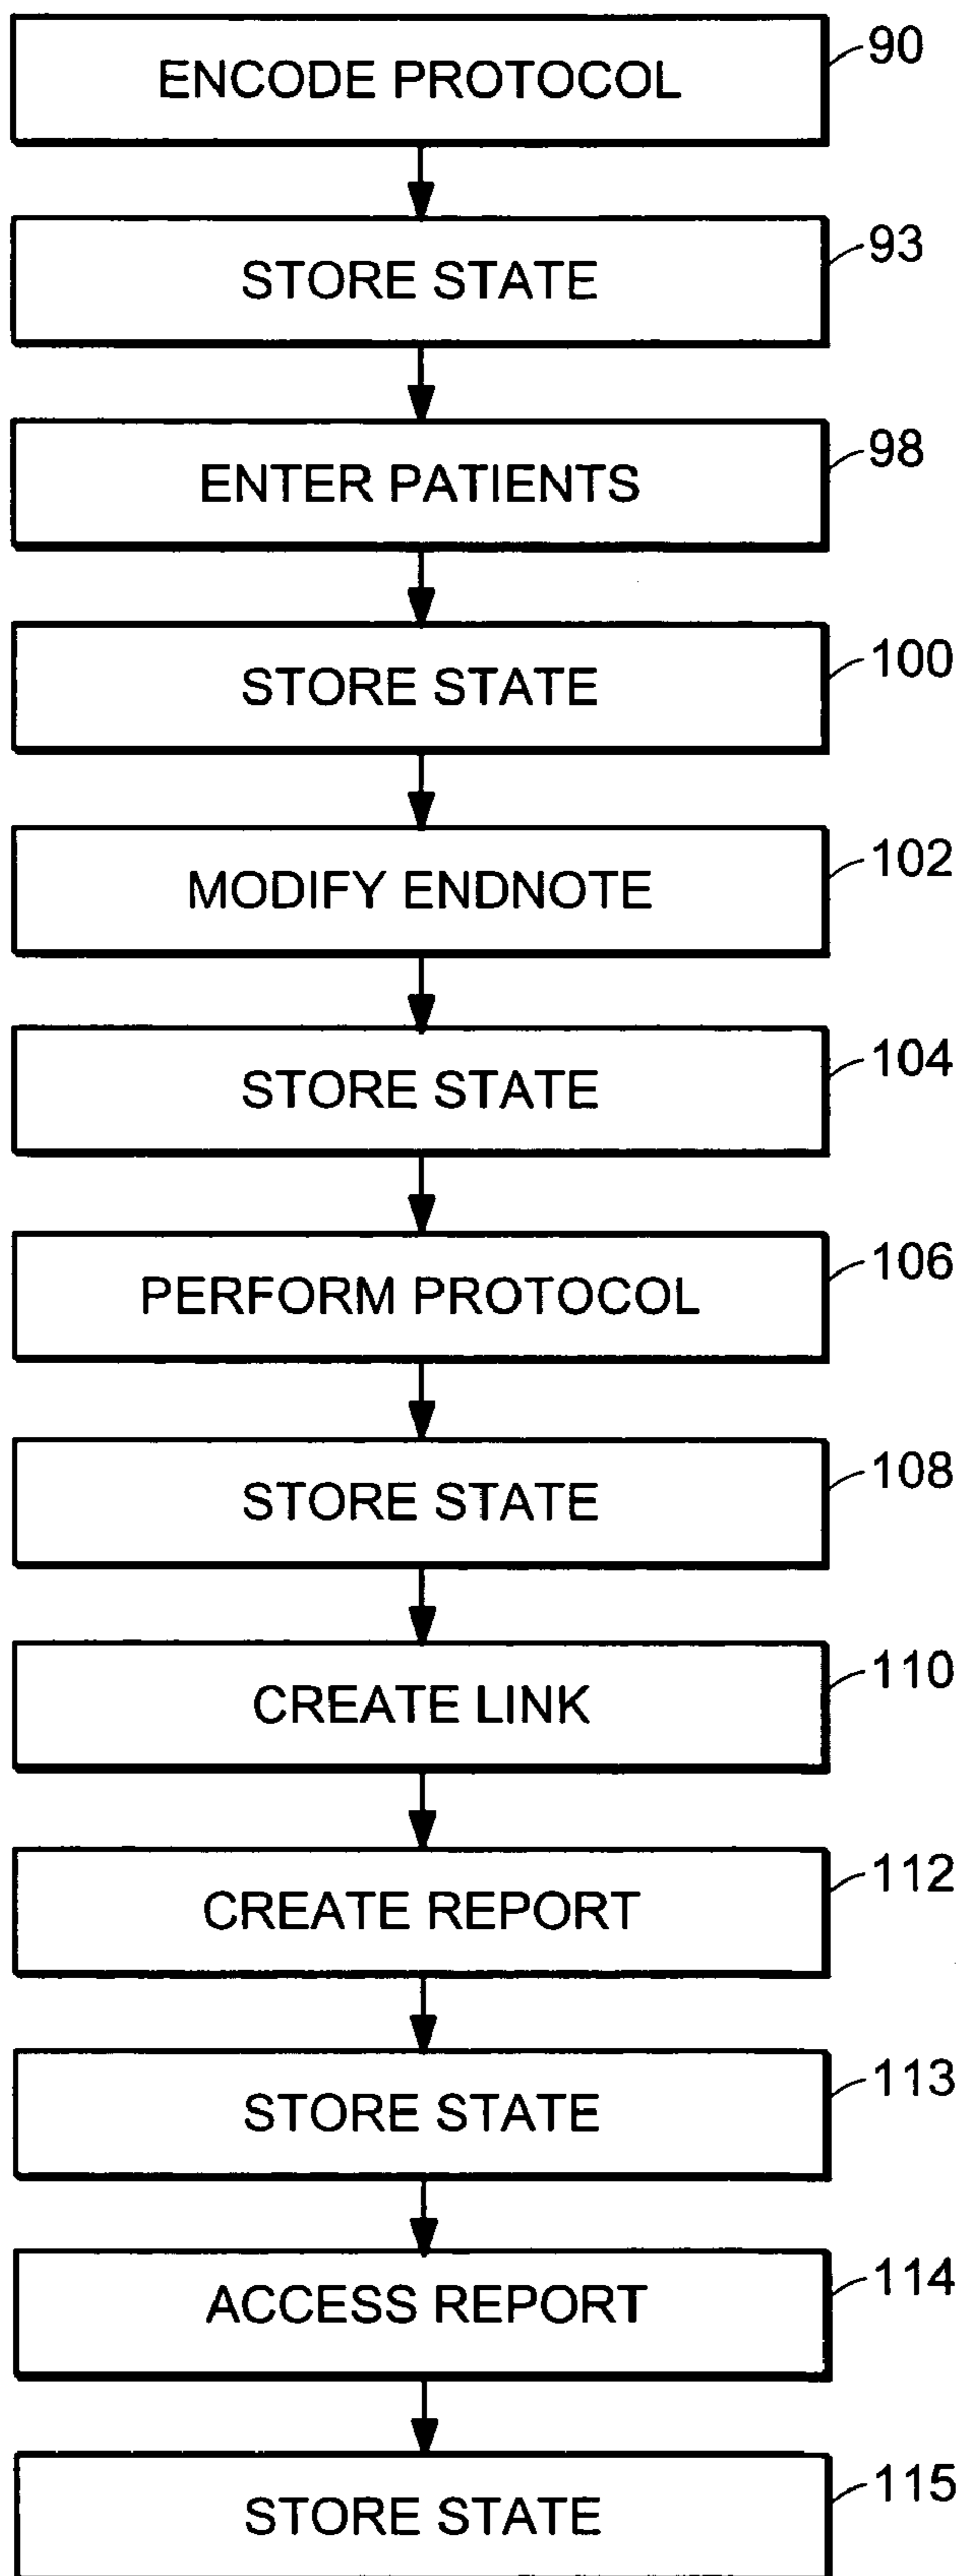 ENCODE PROTOCOL 90
STORE STATE 93
ENTER PATIENTS 98
STORE STATE 100
MODIFY ENDNOTE 102
STORE STATE 104
PERFORM PROTOCOL 106
STORE STATE 108
CREATE LINK 110
CREATE REPORT 112
STORE STATE 113
ACCESS REPORT 114
STORE STATE 115